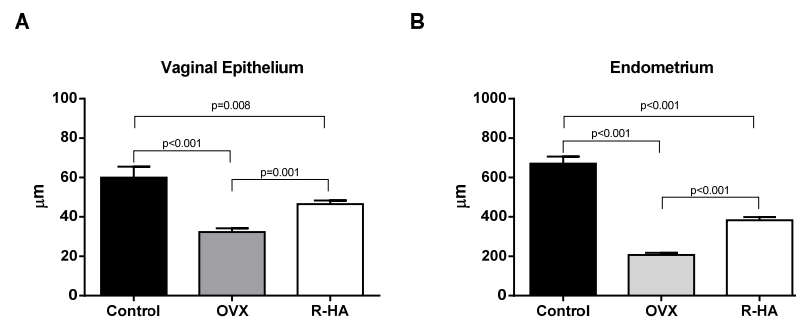 A
Vaginal Epithelium
100
80
60
40
20
0
μm
p=0.008
p<0.001
p=0.001
Control
OVX
R-HA
B
Endometrium
1000
800
600
400
200
0
μm
p<0.001
p<0.001
p<0.001
Control
OVX
R-HA